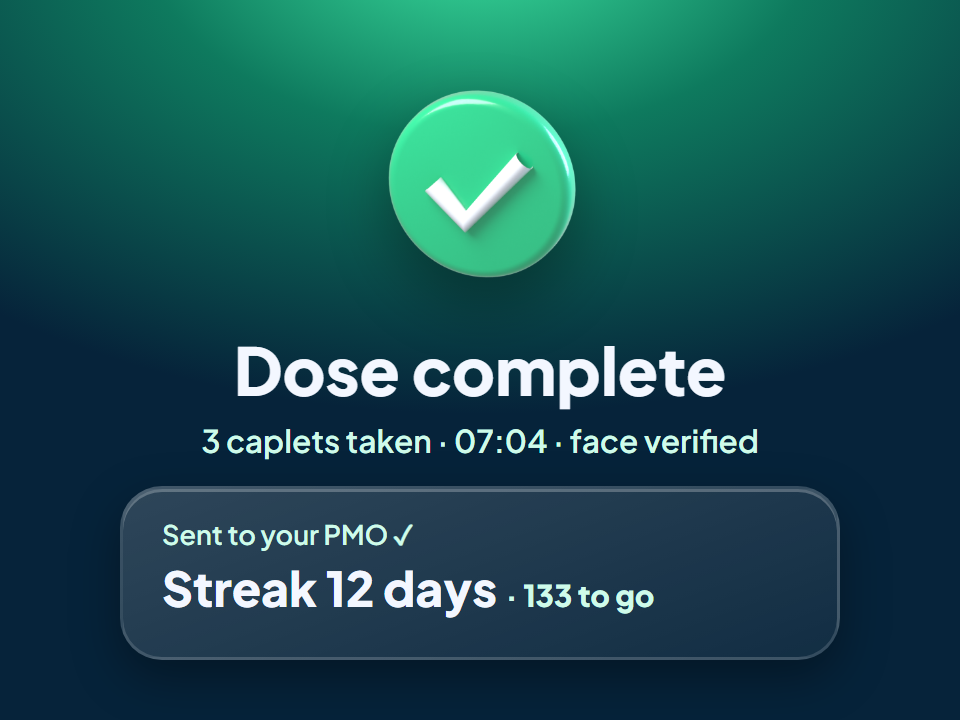 Dose complete
3 caplets taken · 07:04 · face verified
Sent to your PMO ✓
Streak 12 days · 133 to go